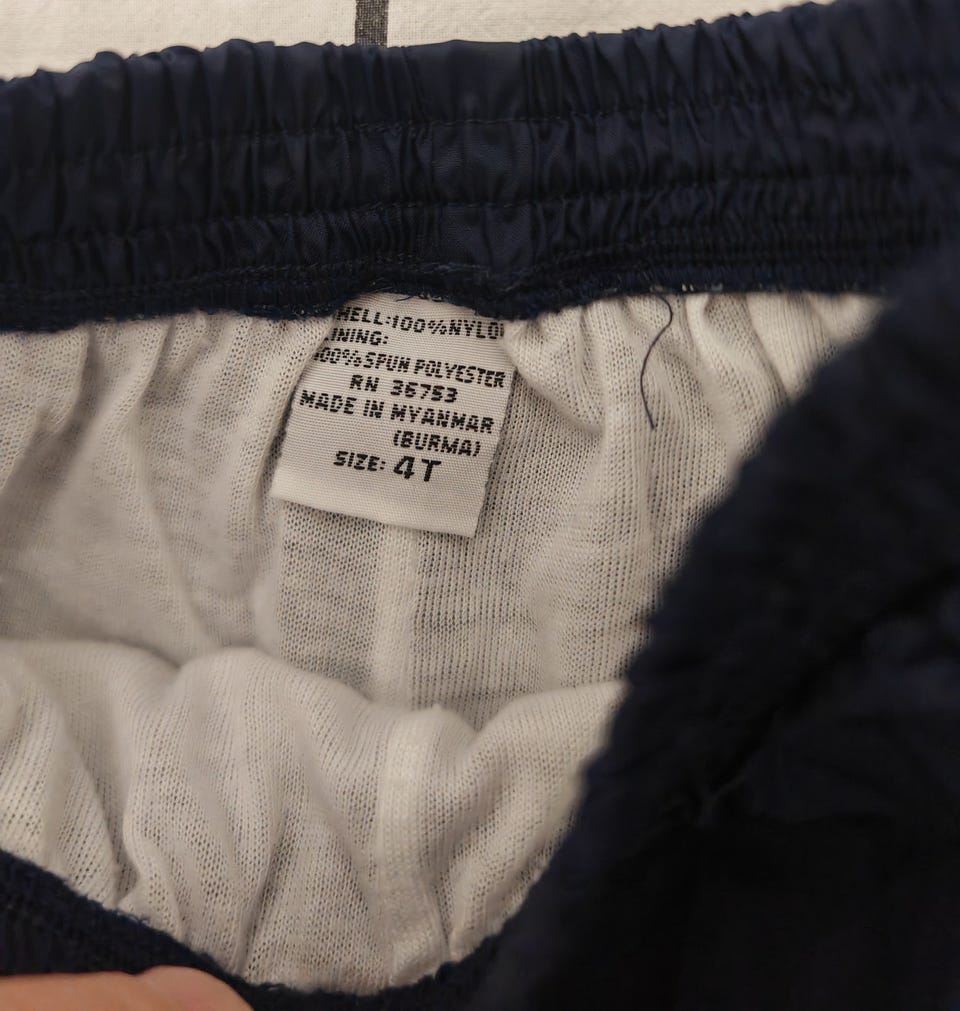 HELL:100%NYLO
INING:
00%SPUN POLYESTER
RN 36753
MADE IN MYANMAR
(BURMA)
SIZE: 4T